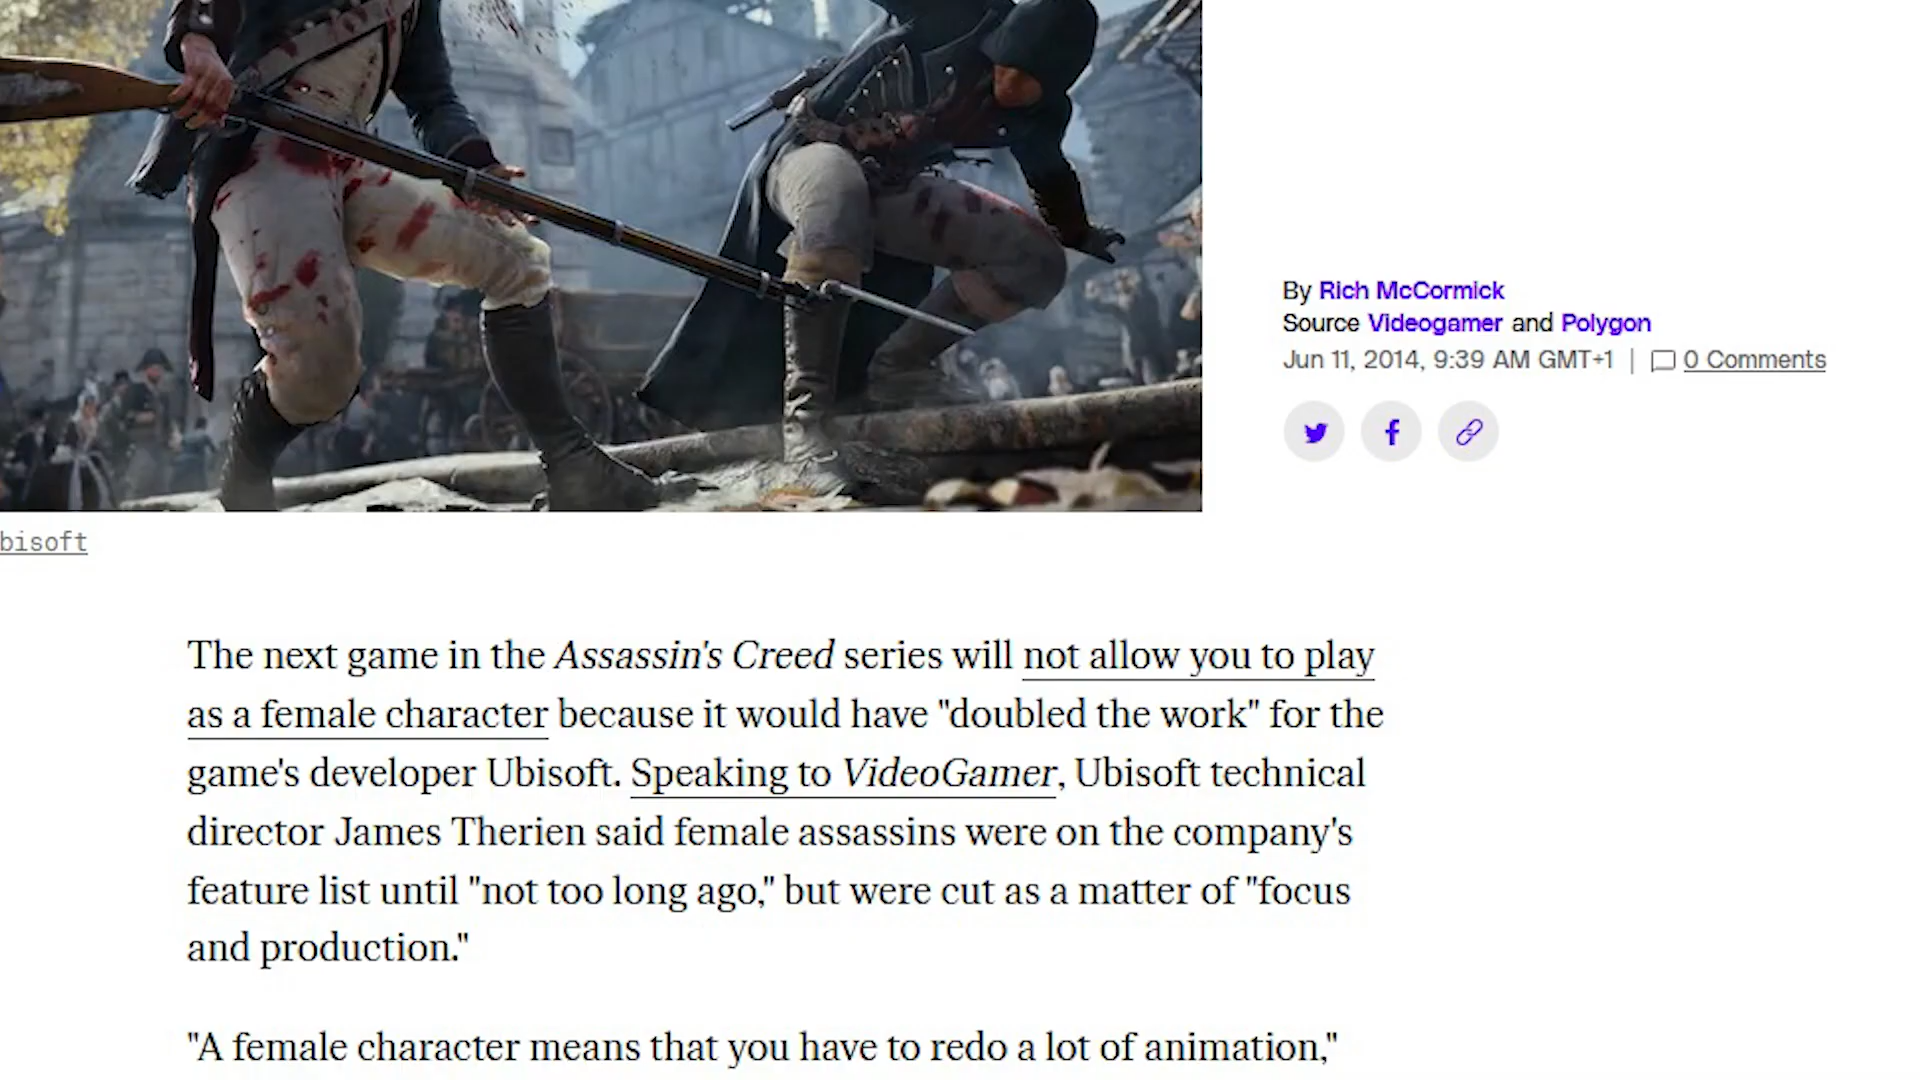 By Rich McCormick
Source Videogamer and Polygon
Jun 11, 2014, 9:39 AM GMT+1 | 0 Comments
bisoft
The next game in the Assassin's Creed series will not allow you to play
as a female character because it would have "doubled the work" for the
game's developer Ubisoft. Speaking to VideoGamer, Ubisoft technical
director James Therien said female assassins were on the company's
feature list until "not too long ago," but were cut as a matter of "focus
and production."
"A female character means that you have to redo a lot of animation,"